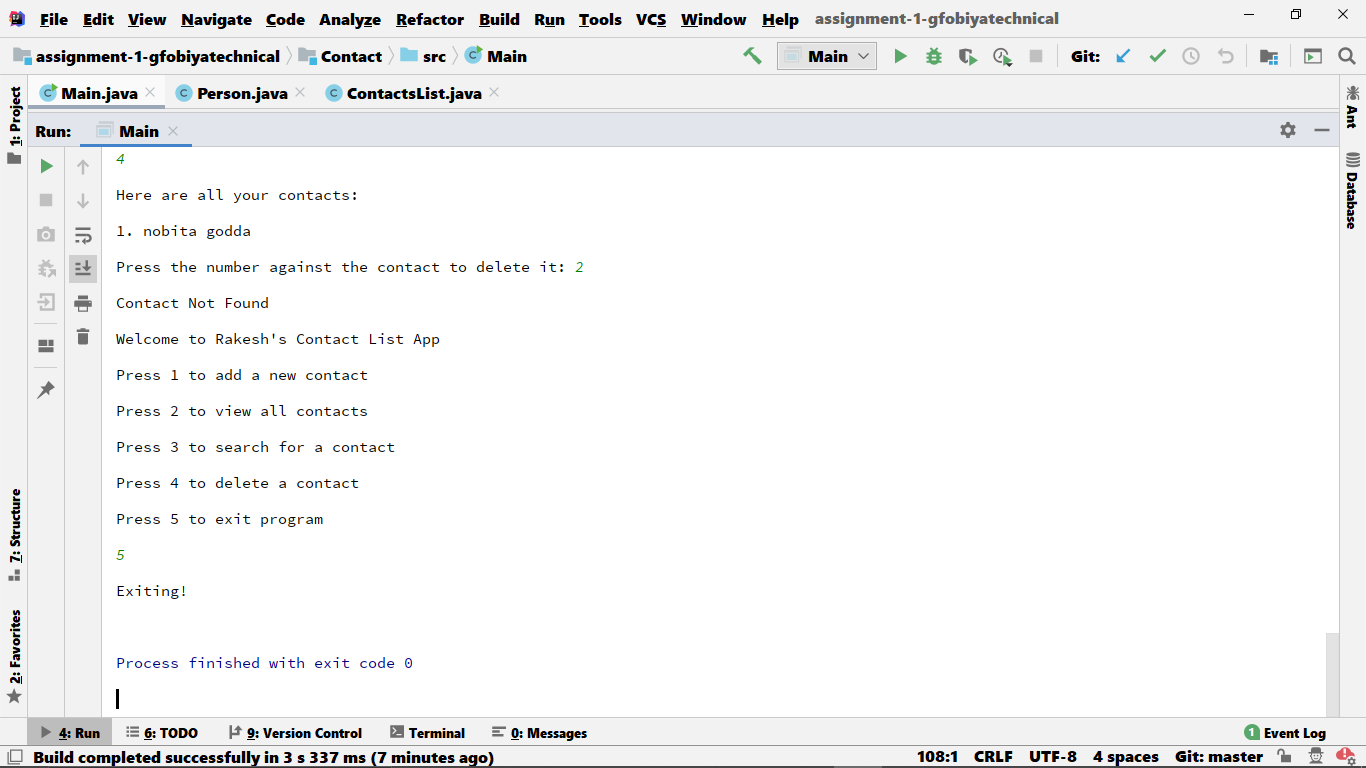 File Edit View Navigate Code Analyze Refactor Build Run Tools VCS Window Help assignment-1-gfobiyatechnical
assignment-1-gfobiyatechnical Contact src Main Main Git:
Main.java Person.java ContactsList.java
Run: Main
1: Project
7: Structure
2: Favorites
Ant
Database
4
Here are all your contacts:
1. nobita godda
Press the number against the contact to delete it: 2
Contact Not Found
Welcome to Rakesh's Contact List App
Press 1 to add a new contact
Press 2 to view all contacts
Press 3 to search for a contact
Press 4 to delete a contact
Press 5 to exit program
5
Exiting!
Process finished with exit code 0
4: Run 6: TODO 9: Version Control Terminal 0: Messages 1 Event Log
Build completed successfully in 3 s 337 ms (7 minutes ago) 108:1 CRLF UTF-8 4 spaces Git: master